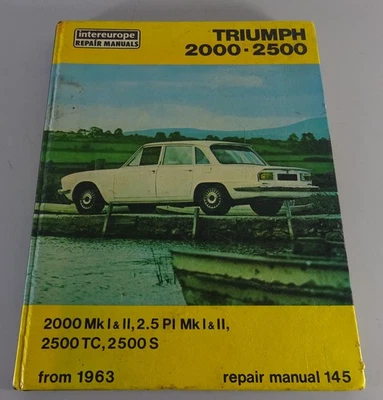 intereurope
REPAIR MANUALS
TRIUMPH
2000·2500
2000 Mk I & II, 2.5 PI Mk I & II,
2500 TC, 2500 S
from 1963
repair manual 145